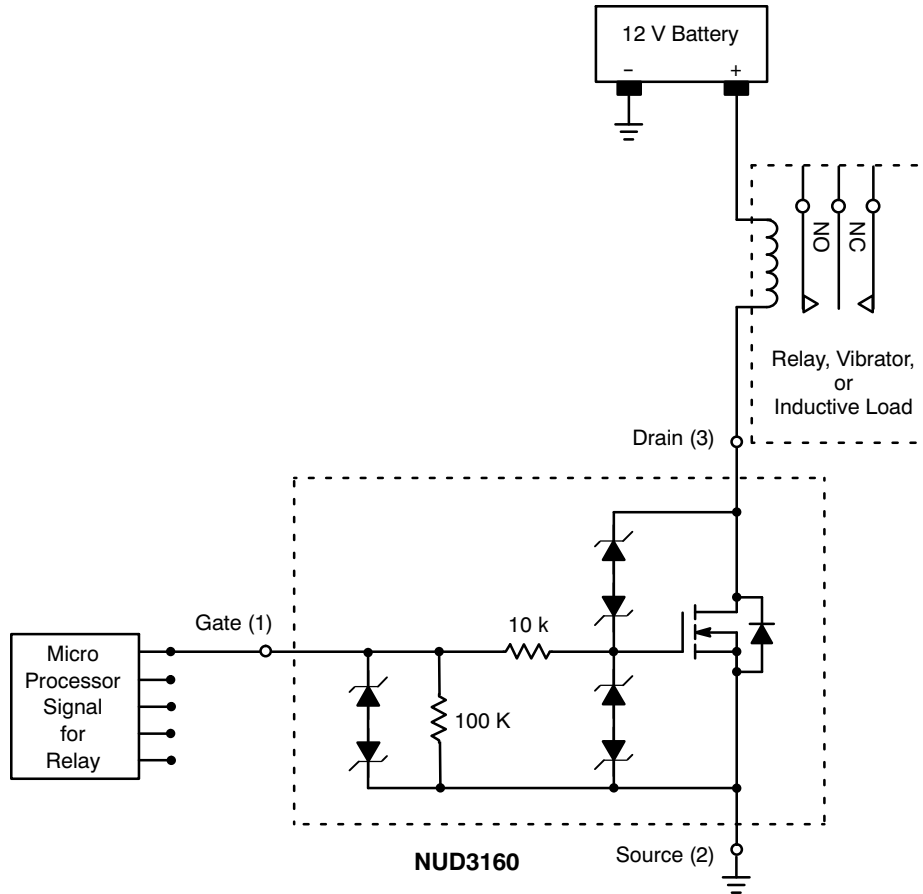 12 V Battery
– +
NO
NC
Relay, Vibrator,
or
Inductive Load
Drain (3)
Gate (1)
10 k
100 K
Micro
Processor
Signal
for
Relay
NUD3160
Source (2)